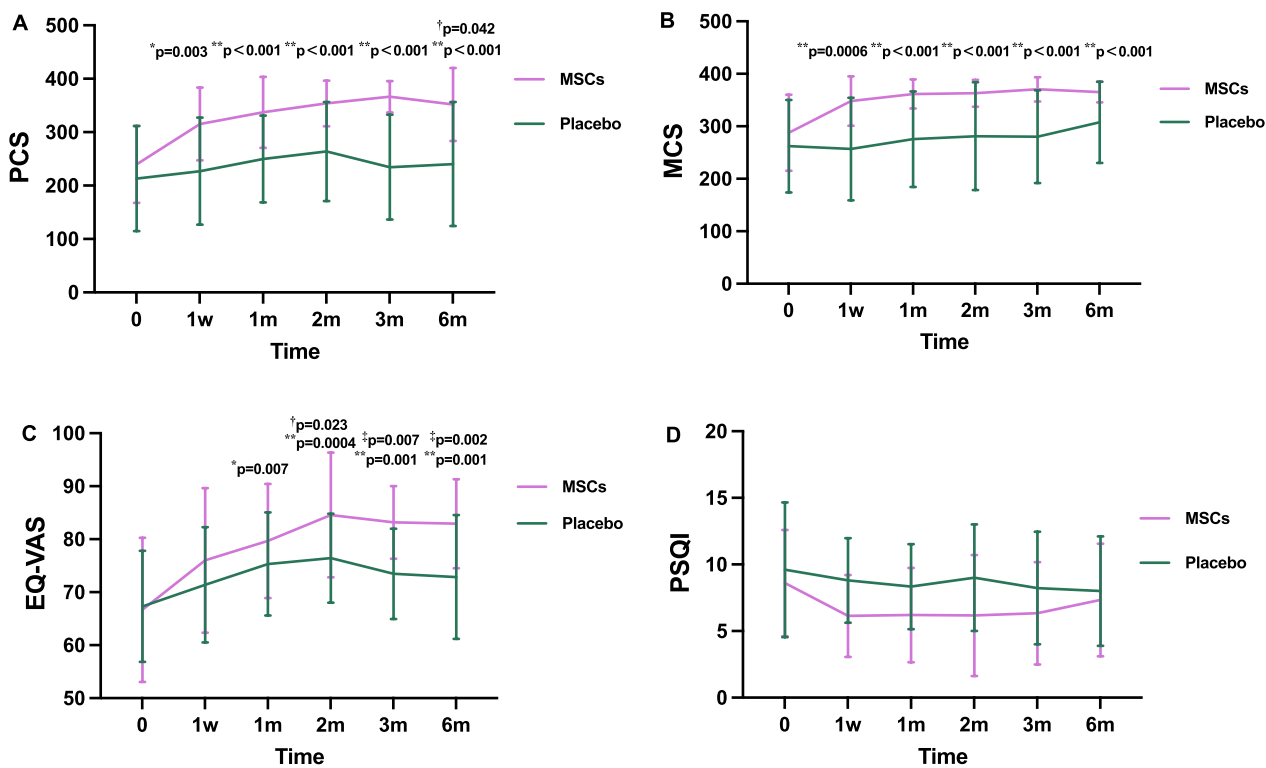 A
500
400
300
200
100
0
PCS
*p=0.003 **p<0.001 **p<0.001 **p<0.001 **p<0.001
†p=0.042
MSCs
Placebo
0 1w 1m 2m 3m 6m
Time
B
500
400
300
200
100
0
MCS
**p=0.0006 **p<0.001 **p<0.001 **p<0.001 **p<0.001
MSCs
Placebo
0 1w 1m 2m 3m 6m
Time
C
100
90
80
70
60
50
EQ-VAS
*p=0.007
†p=0.023
**p=0.0004
‡p=0.007
**p=0.001
‡p=0.002
**p=0.001
MSCs
Placebo
0 1w 1m 2m 3m 6m
Time
D
20
15
10
5
0
PSQI
MSCs
Placebo
0 1w 1m 2m 3m 6m
Time